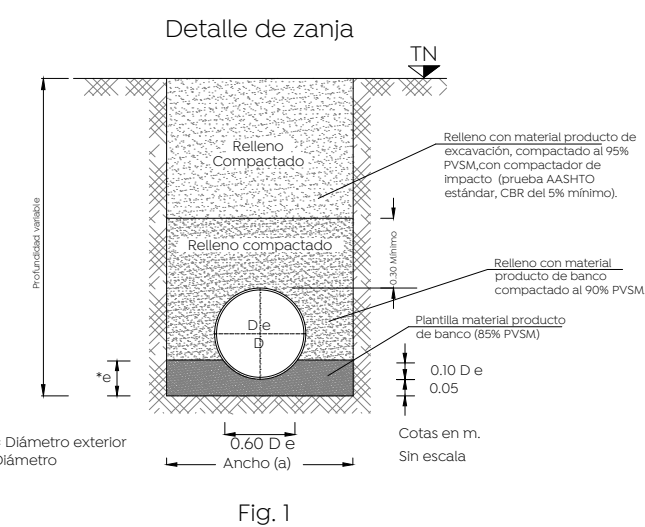 Detalle de zanja
TN
Relleno
Compactado
Relleno con material producto de
excavación, compactado al 95%
PVSM,con compactador de
impacto (prueba AASHTO
estándar, CBR del 5% mínimo).
Profundidad variable
Relleno compactado
0.30 Mínimo
Relleno con material
producto de banco
compactado al 90% PVSM
D e
D
Plantilla material producto
de banco (85% PVSM)
*e
0.10 D e
0.05
= Diámetro exterior
Diámetro
0.60 D e
Ancho (a)
Cotas en m.
Sin escala
Fig. 1